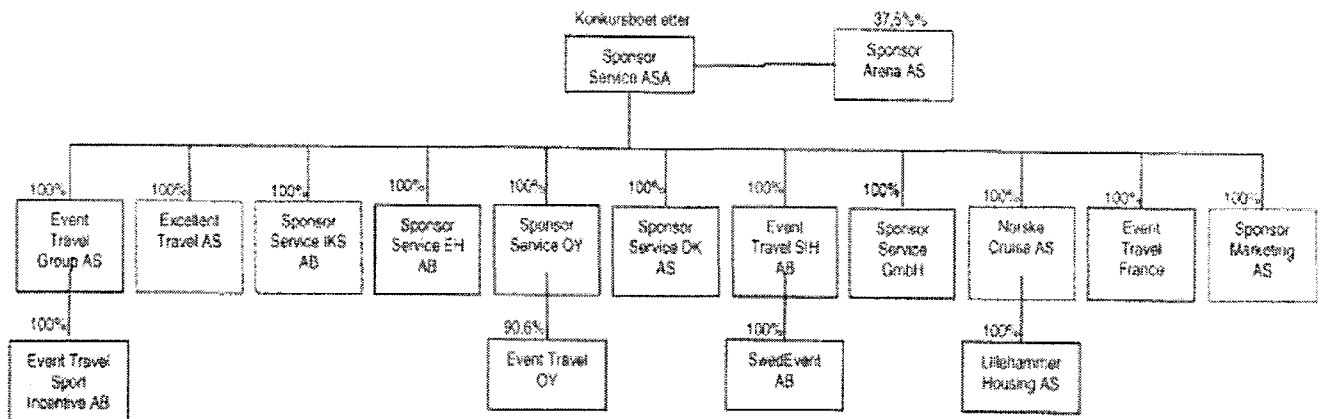 Konkursboet etter
Sponsor
Service ASA
37,5%%
Sponsor
Arena AS
100%
Event
Travel
Group AS
100%
Excellent
Travel AS
100%
Sponsor
Service IKS
AB
100%
Sponsor
Service EH
AB
100%
Sponsor
Service OY
100%
Sponsor
Service DK
AS
100%
Event
Travel StH
AB
100%
Sponsor
Service
GmbH
100%
Norske
Cruise AS
100%
Event
Travel
France
100%
Sponsor
Marketing
AS
100%
Event Travel
Sport
Incentive AB
90,6%
Event Travel
OY
100%
SwedEvent
AB
100%
Lillehammer
Housing AS